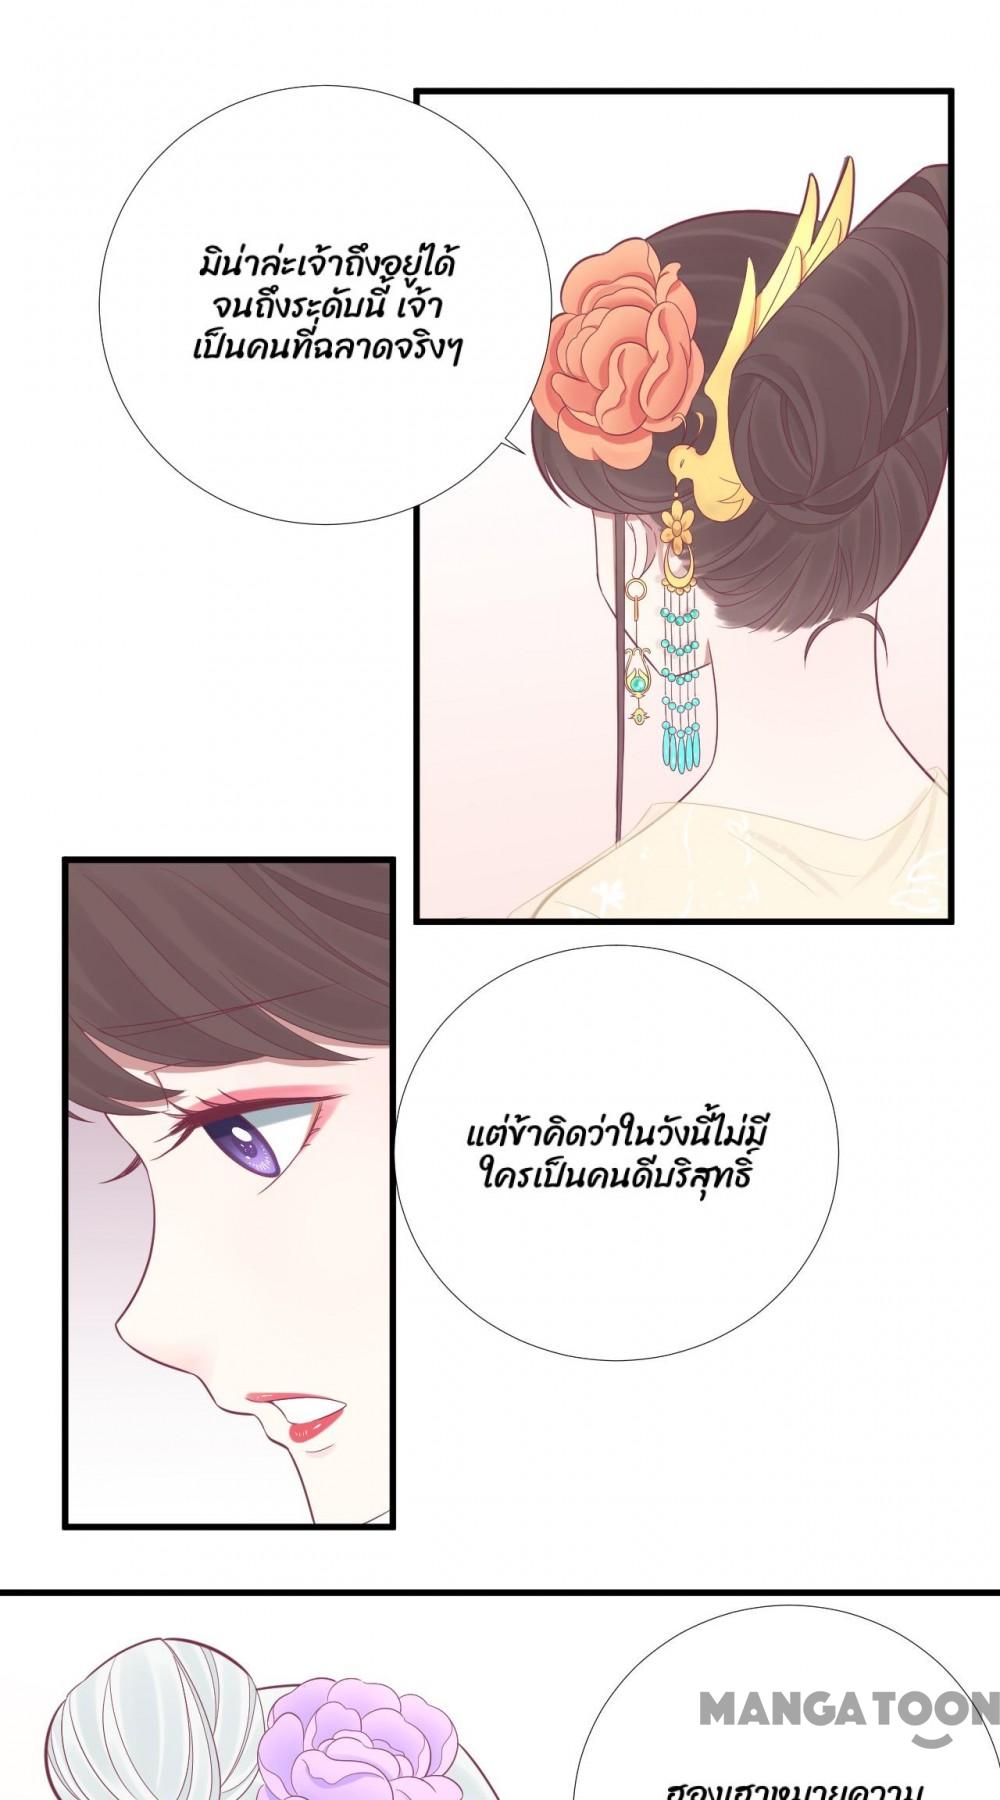 มิน่าล่ะเจ้าถึงอยู่ได้
จนถึงระดับนี้ เจ้า
เป็นคนที่ฉลาดจริงๆ
แต่ข้าคิดว่าในวังนี้ไม่มี
ใครเป็นคนดีบริสุทธิ์
MANGATOON